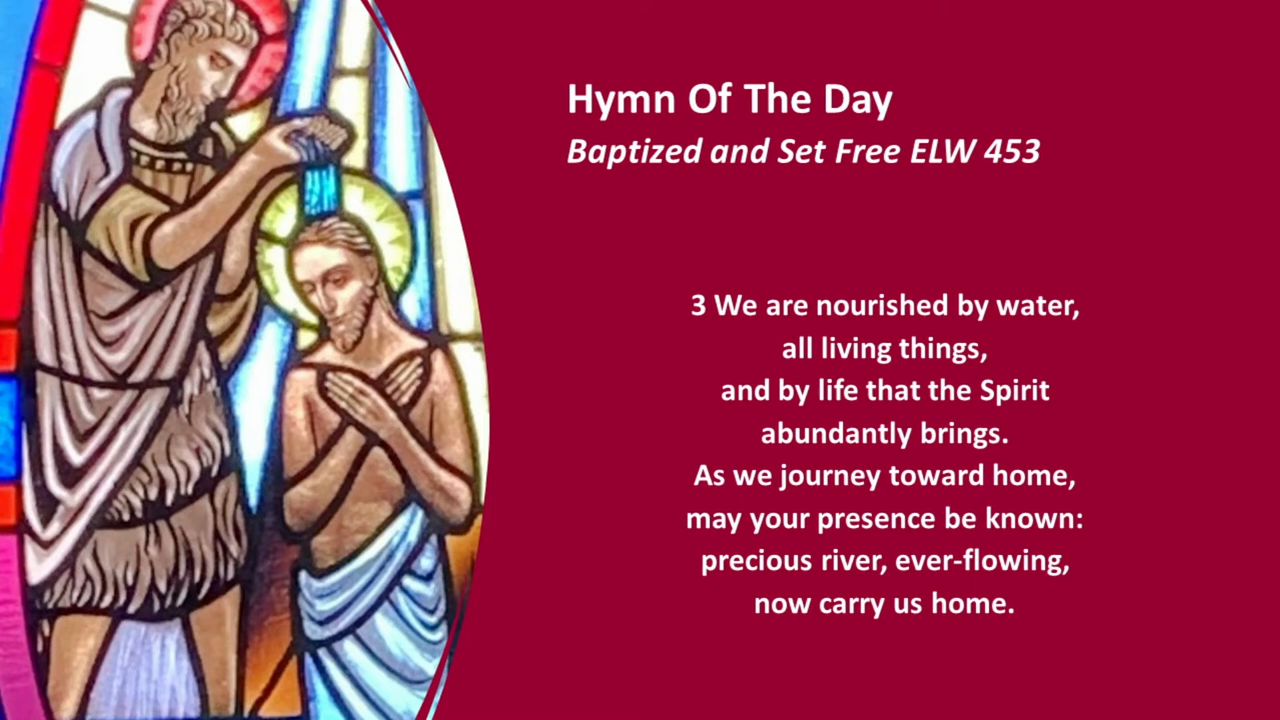 Hymn Of The Day
Baptized and Set Free ELW 453
3 We are nourished by water,
all living things,
and by life that the Spirit
abundantly brings.
As we journey toward home,
may your presence be known:
precious river, ever-flowing,
now carry us home.